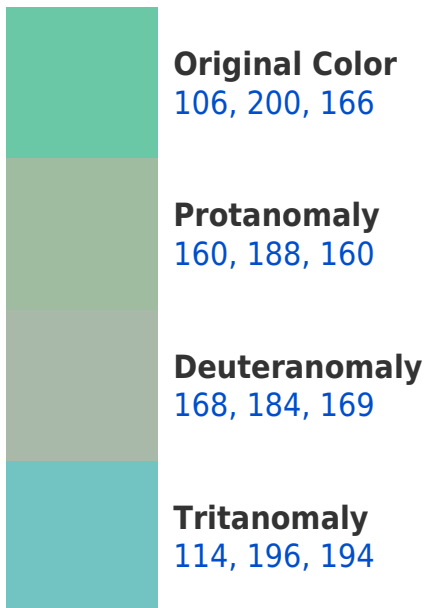 Original Color
106, 200, 166
Protanomaly
160, 188, 160
Deuteranomaly
168, 184, 169
Tritanomaly
114, 196, 194